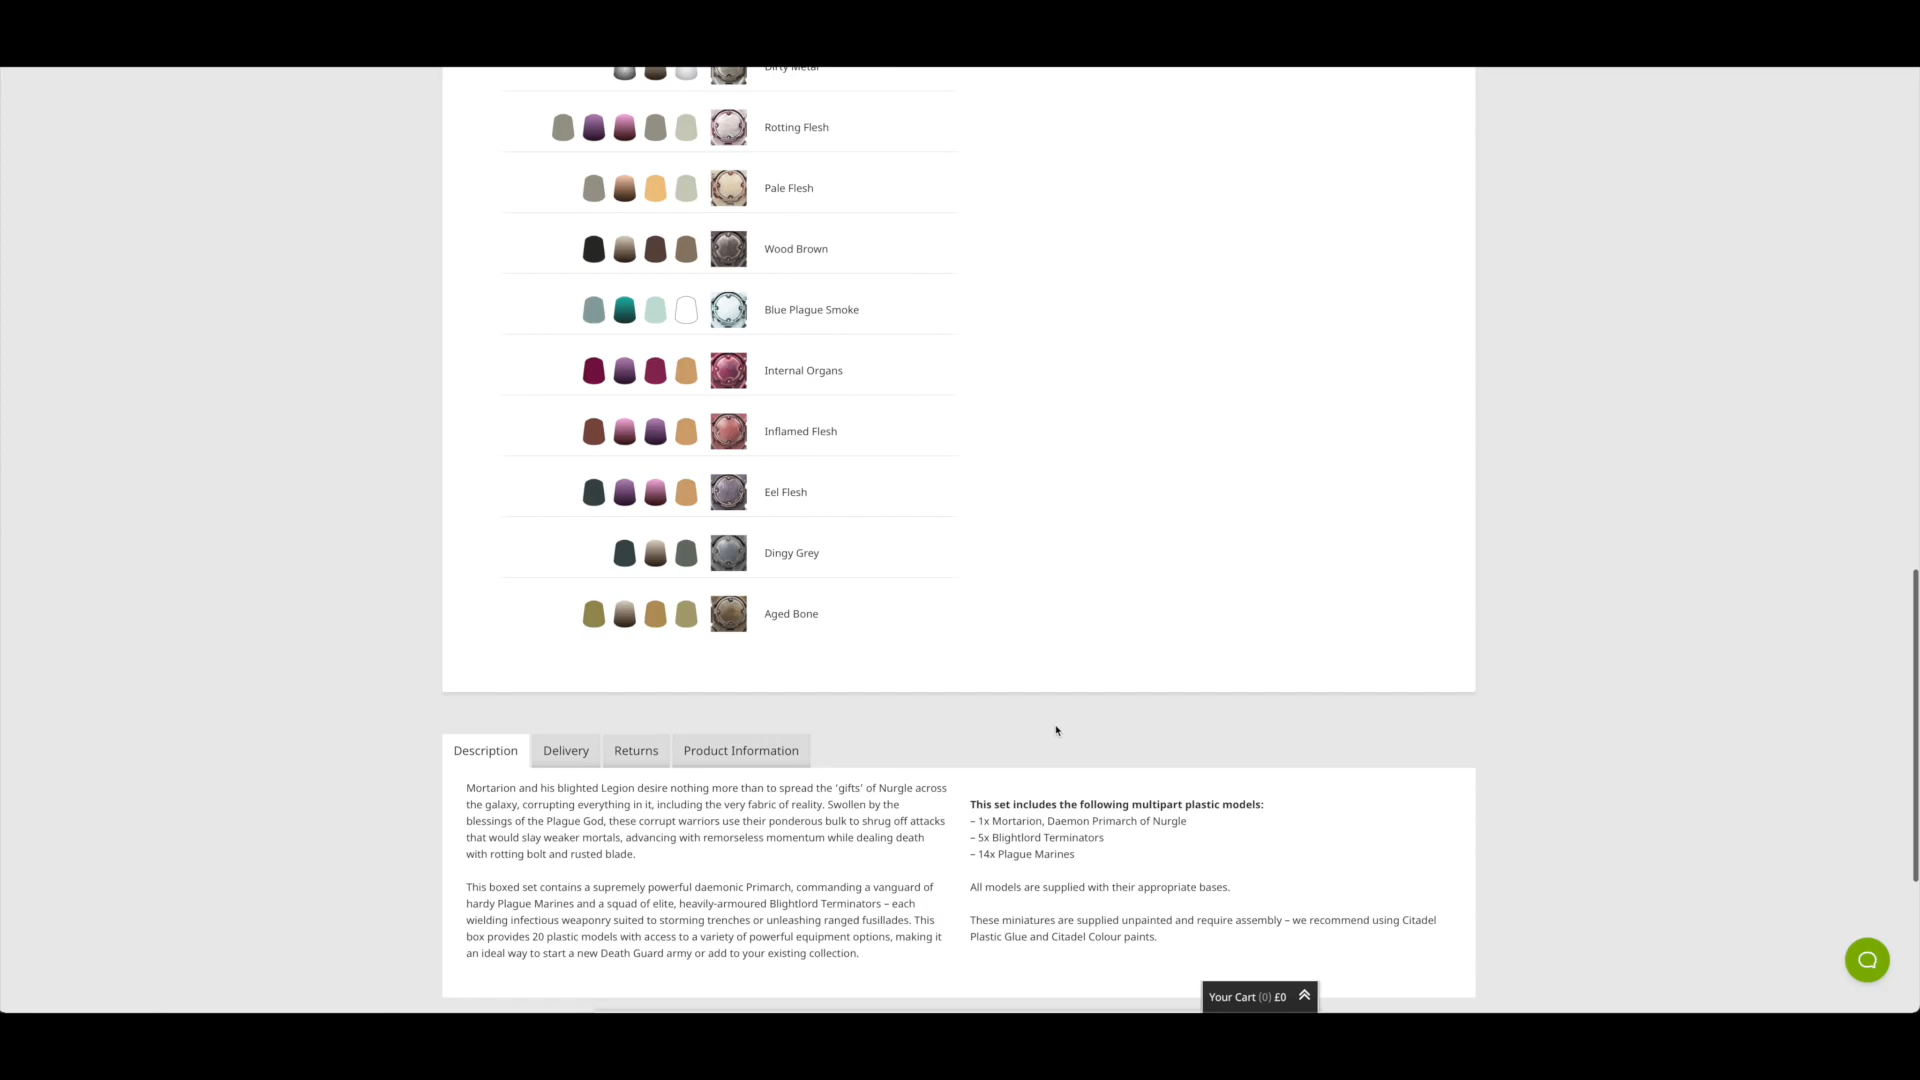 Dirty Metal
Rotting Flesh
Pale Flesh
Wood Brown
Blue Plague Smoke
Internal Organs
Inflamed Flesh
Eel Flesh
Dingy Grey
Aged Bone
Description
Delivery
Returns
Product Information
Mortarion and his blighted Legion desire nothing more than to spread the ‘gifts’ of Nurgle across
the galaxy, corrupting everything in it, including the very fabric of reality. Swollen by the
blessings of the Plague God, these corrupt warriors use their ponderous bulk to shrug off attacks
that would slay weaker mortals, advancing with remorseless momentum while dealing death
with rotting bolt and rusted blade.
This boxed set contains a supremely powerful daemonic Primarch, commanding a vanguard of
hardy Plague Marines and a squad of elite, heavily-armoured Blightlord Terminators – each
wielding infectious weaponry suited to storming trenches or unleashing ranged fusillades. This
box provides 20 plastic models with access to a variety of powerful equipment options, making it
an ideal way to start a new Death Guard army or add to your existing collection.
This set includes the following multipart plastic models:
– 1x Mortarion, Daemon Primarch of Nurgle
– 5x Blightlord Terminators
– 14x Plague Marines
All models are supplied with their appropriate bases.
These miniatures are supplied unpainted and require assembly – we recommend using Citadel
Plastic Glue and Citadel Colour paints.
Your Cart (0) £0